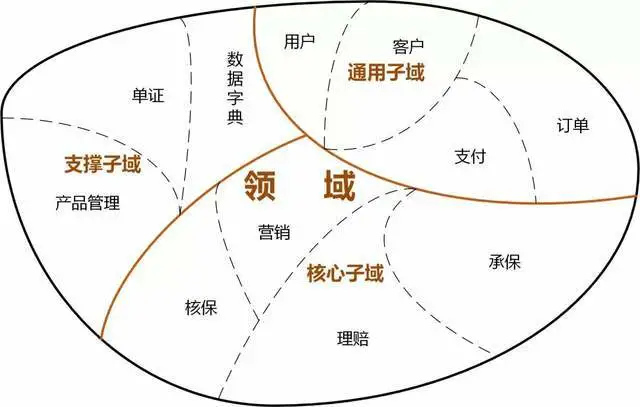 用户
客户
通用子域
数据字典
单证
订单
支付
支撑子域
产品管理
领 域
营销
核心子域
承保
核保
理赔